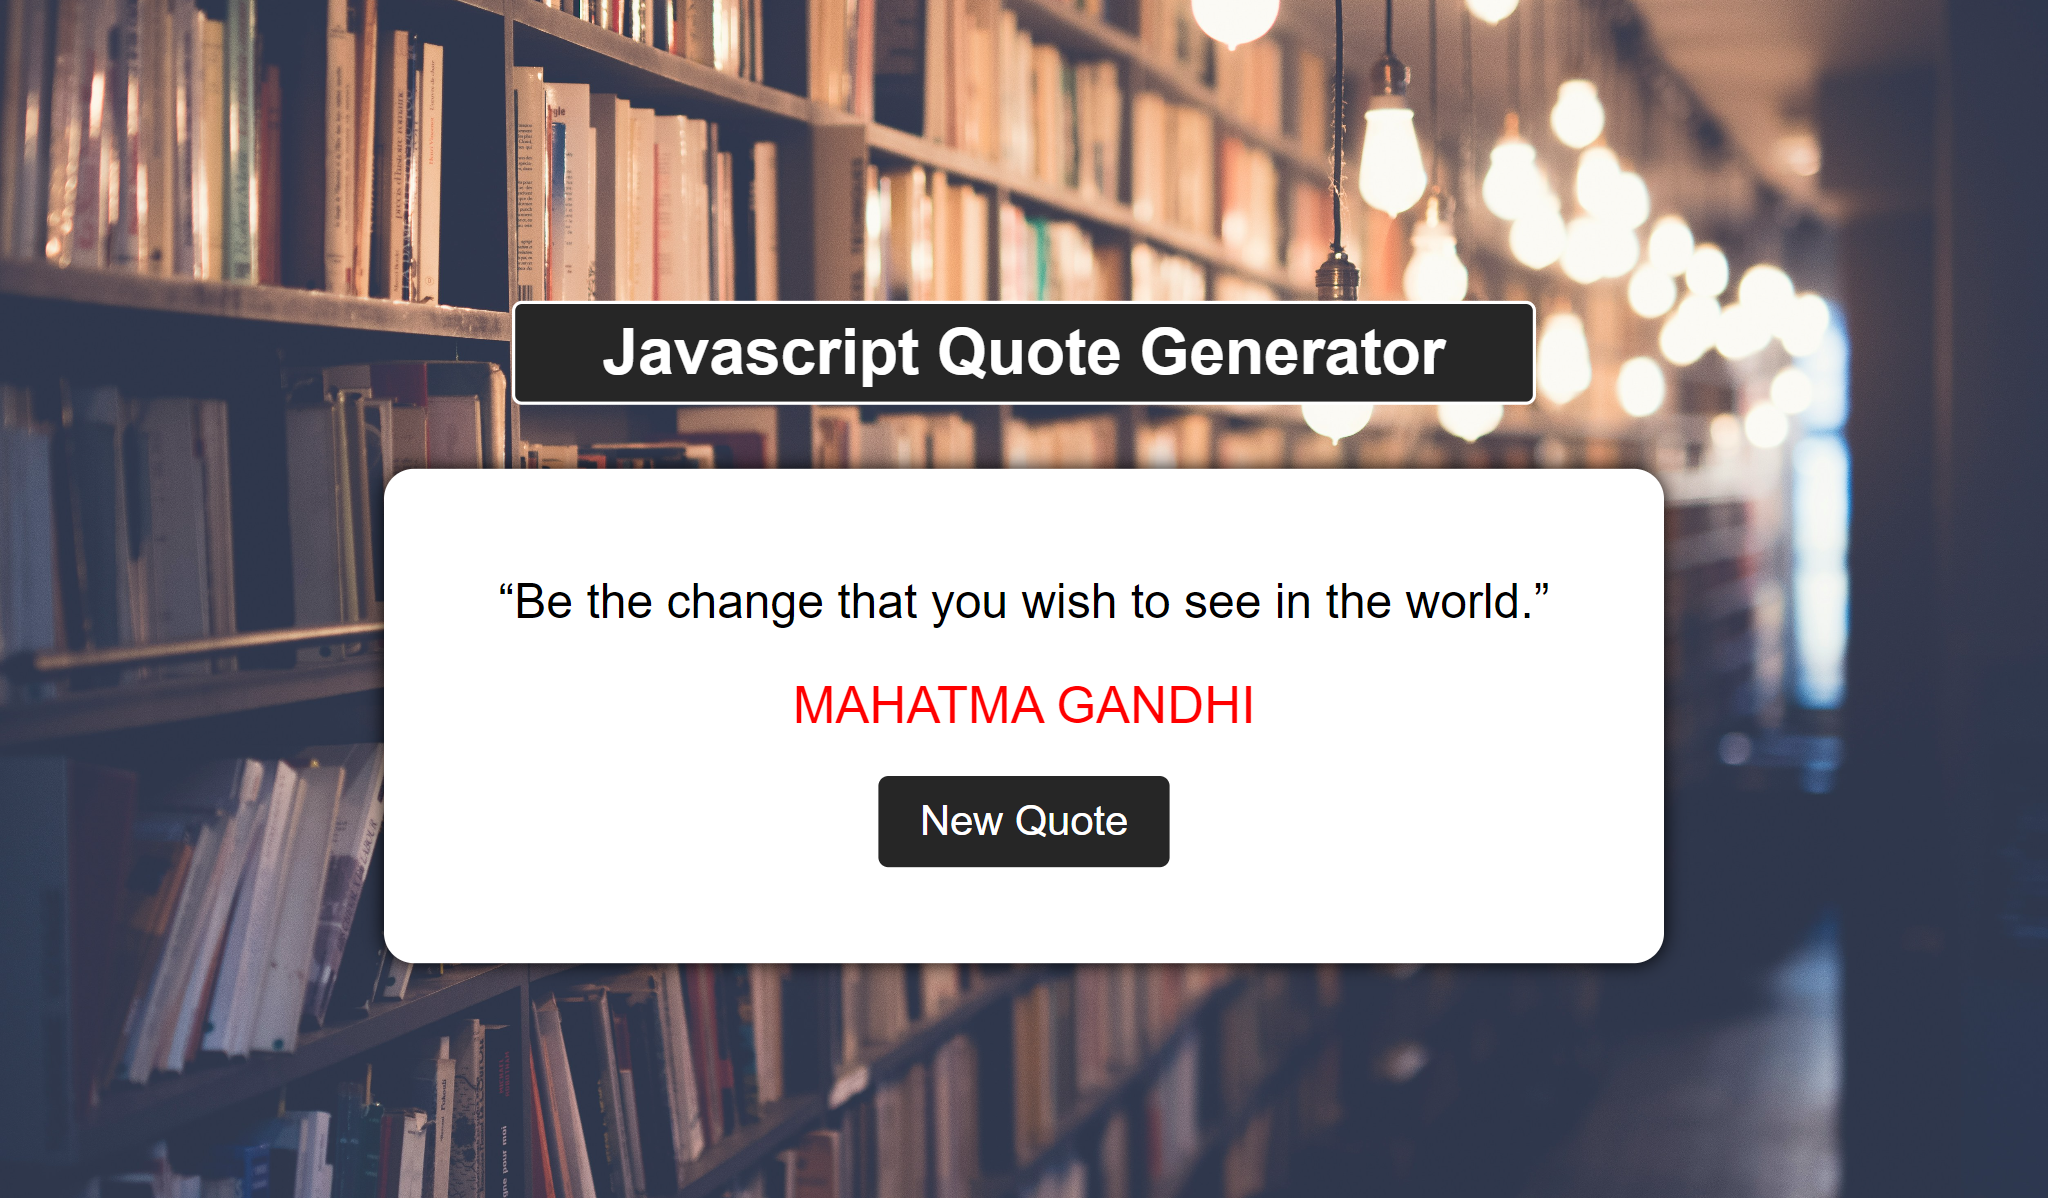 Javascript Quote Generator
“Be the change that you wish to see in the world.”
MAHATMA GANDHI
New Quote